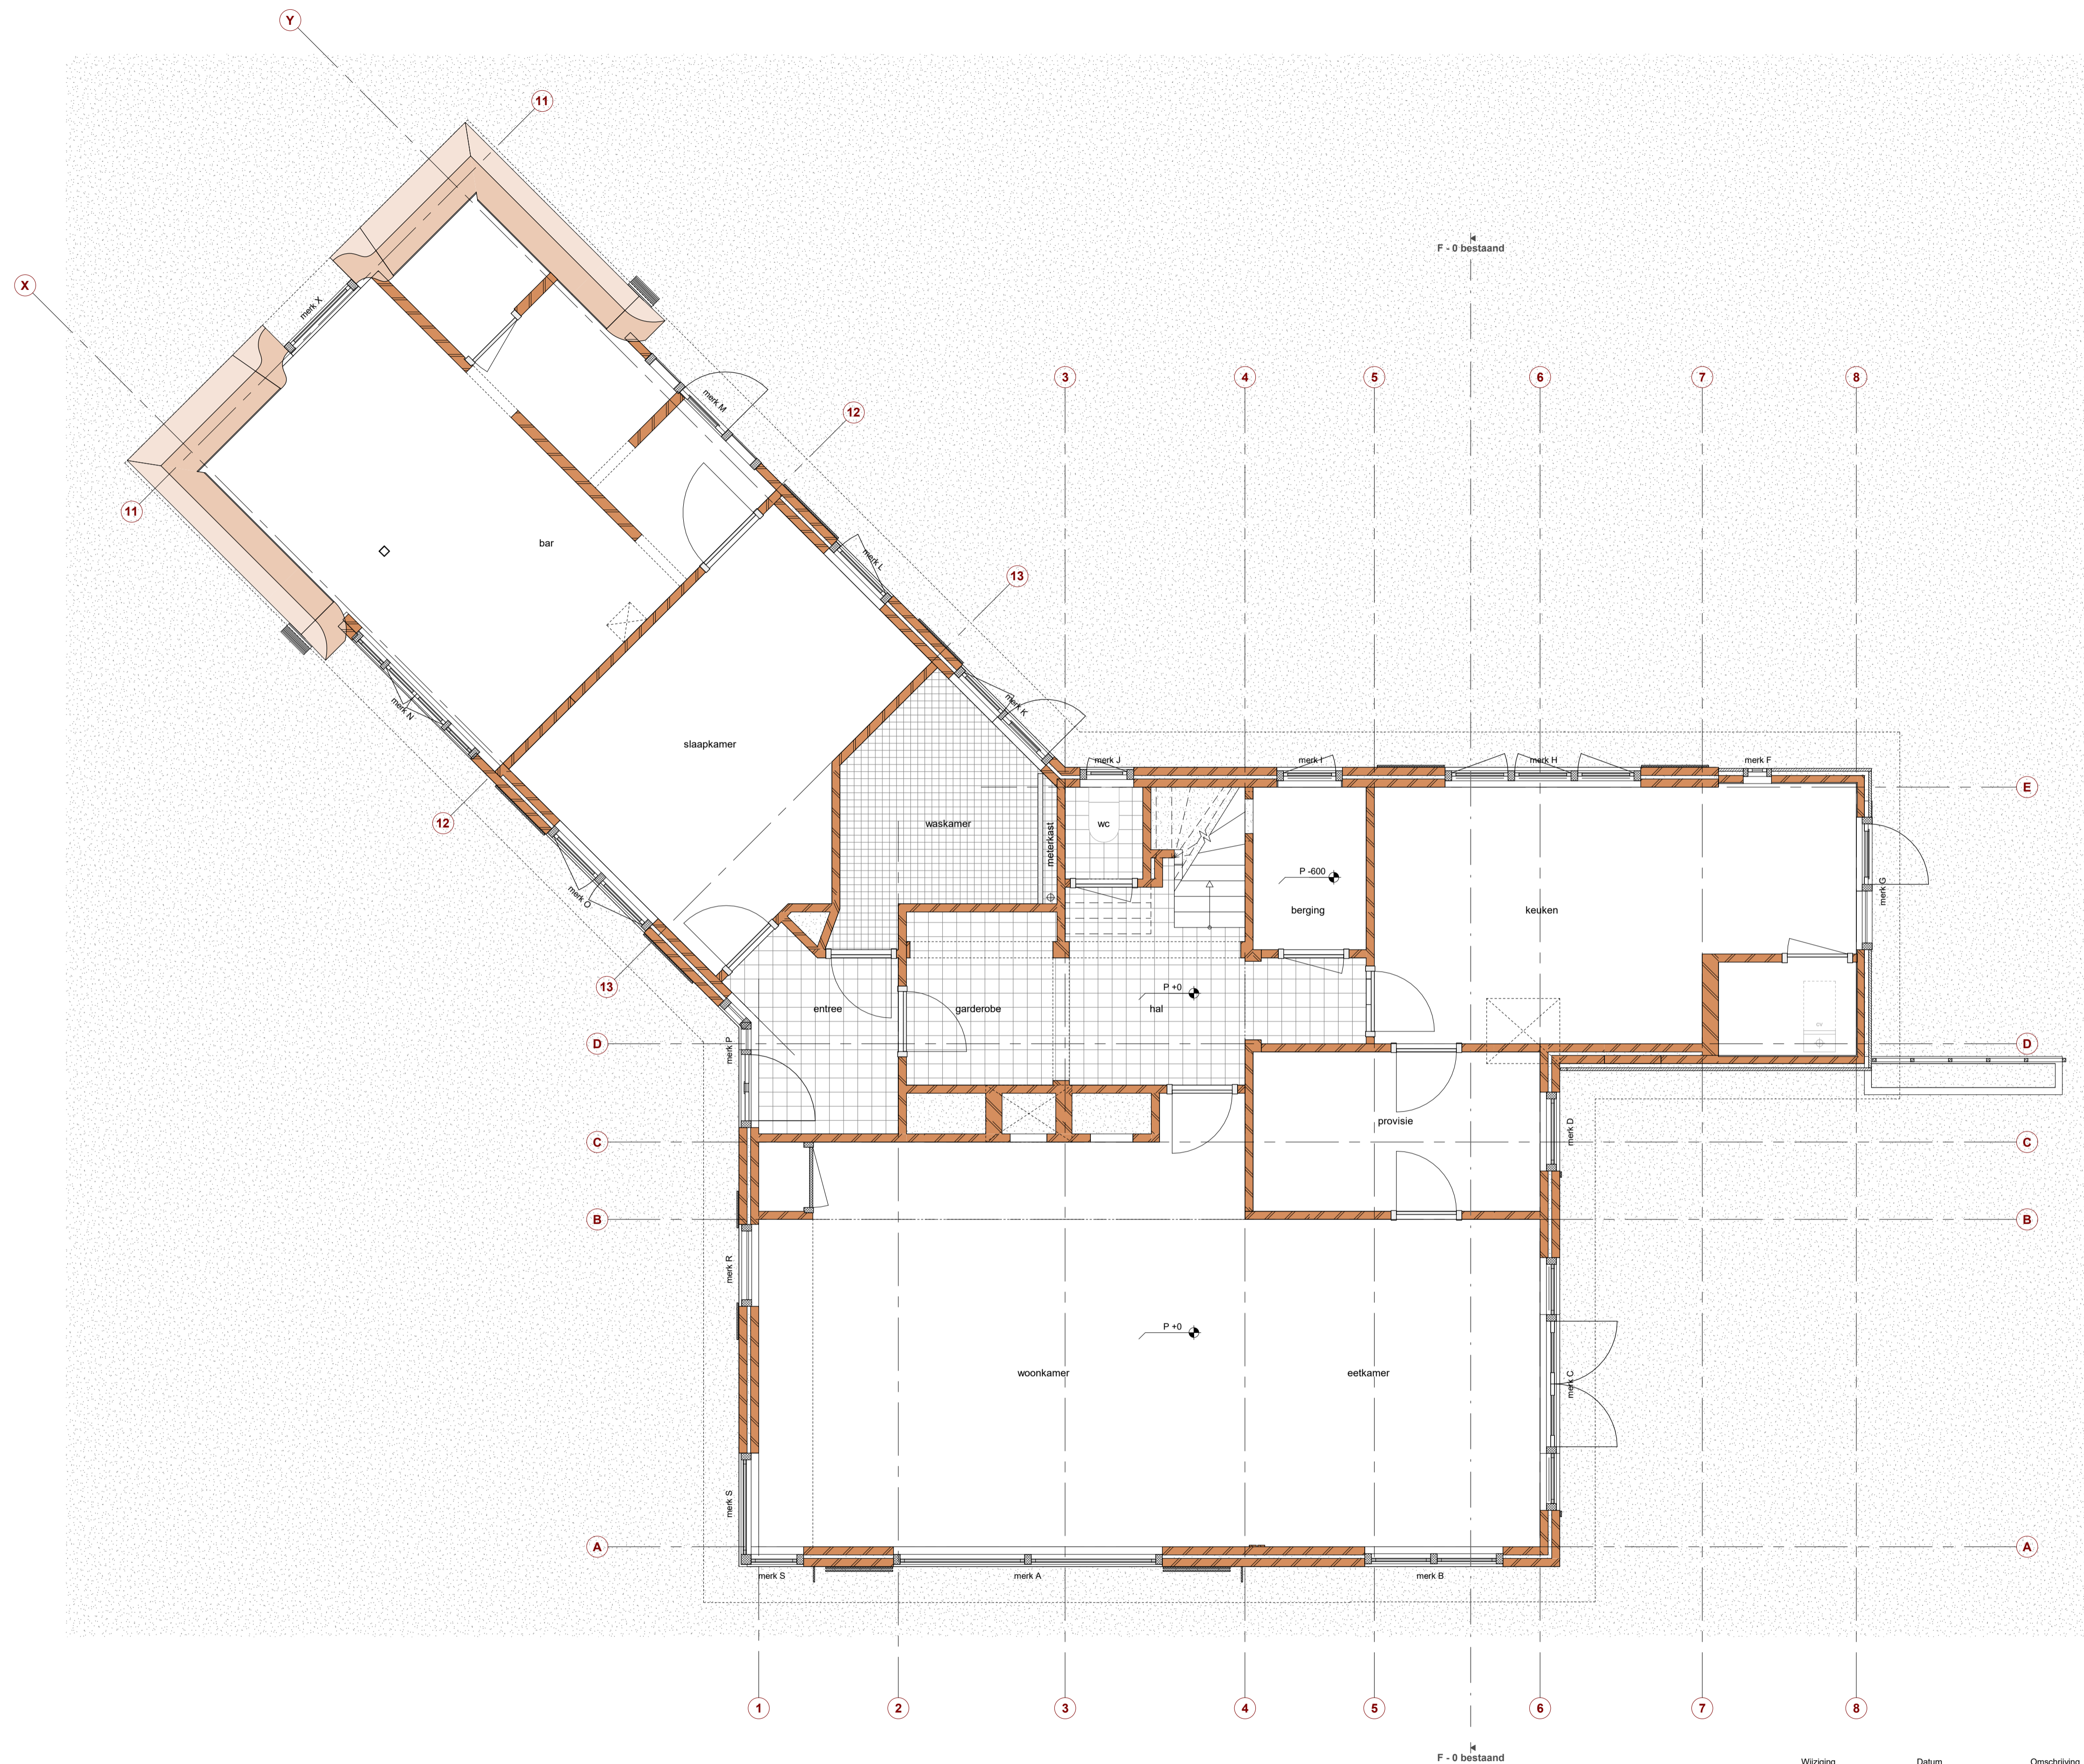 Y
11
X
F - 0 bestaand
merk X
3
4
5
6
7
8
merk M
12
11
bar
merk L
13
merk K
merk N
slaapkamer
merk J
merk I
merk H
merk F
E
E
12
waskamer
meterkast
wc
P -600
berging
keuken
merk G
merk O
13
entree
garderobe
P +0
hal
cv
D
merk P
D
provisie
merk D
C
C
B
B
merk R
P +0
woonkamer
eetkamer
merk C
merk S
A
A
merk S
merk A
merk B
1
2
3
4
5
6
7
8
F - 0 bestaand
Wijziging
Datum
Omschrijving